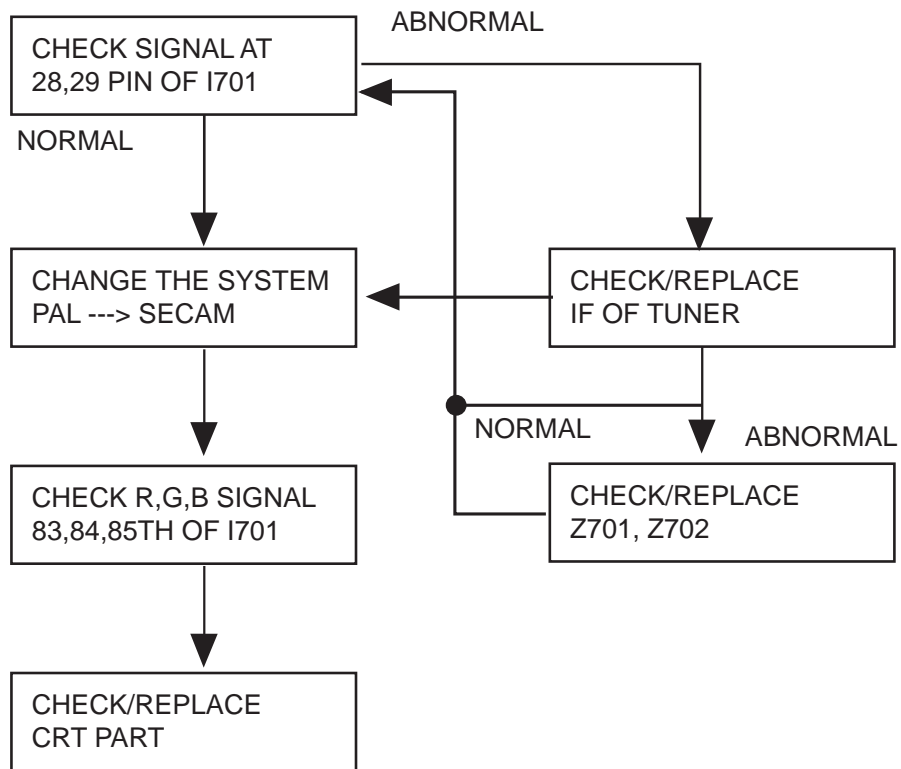 ABNORMAL
CHECK SIGNAL AT
28,29 PIN OF I701
NORMAL
CHANGE THE SYSTEM
PAL ---> SECAM
CHECK/REPLACE
IF OF TUNER
NORMAL
ABNORMAL
CHECK R,G,B SIGNAL
83,84,85TH OF I701
CHECK/REPLACE
Z701, Z702
CHECK/REPLACE
CRT PART